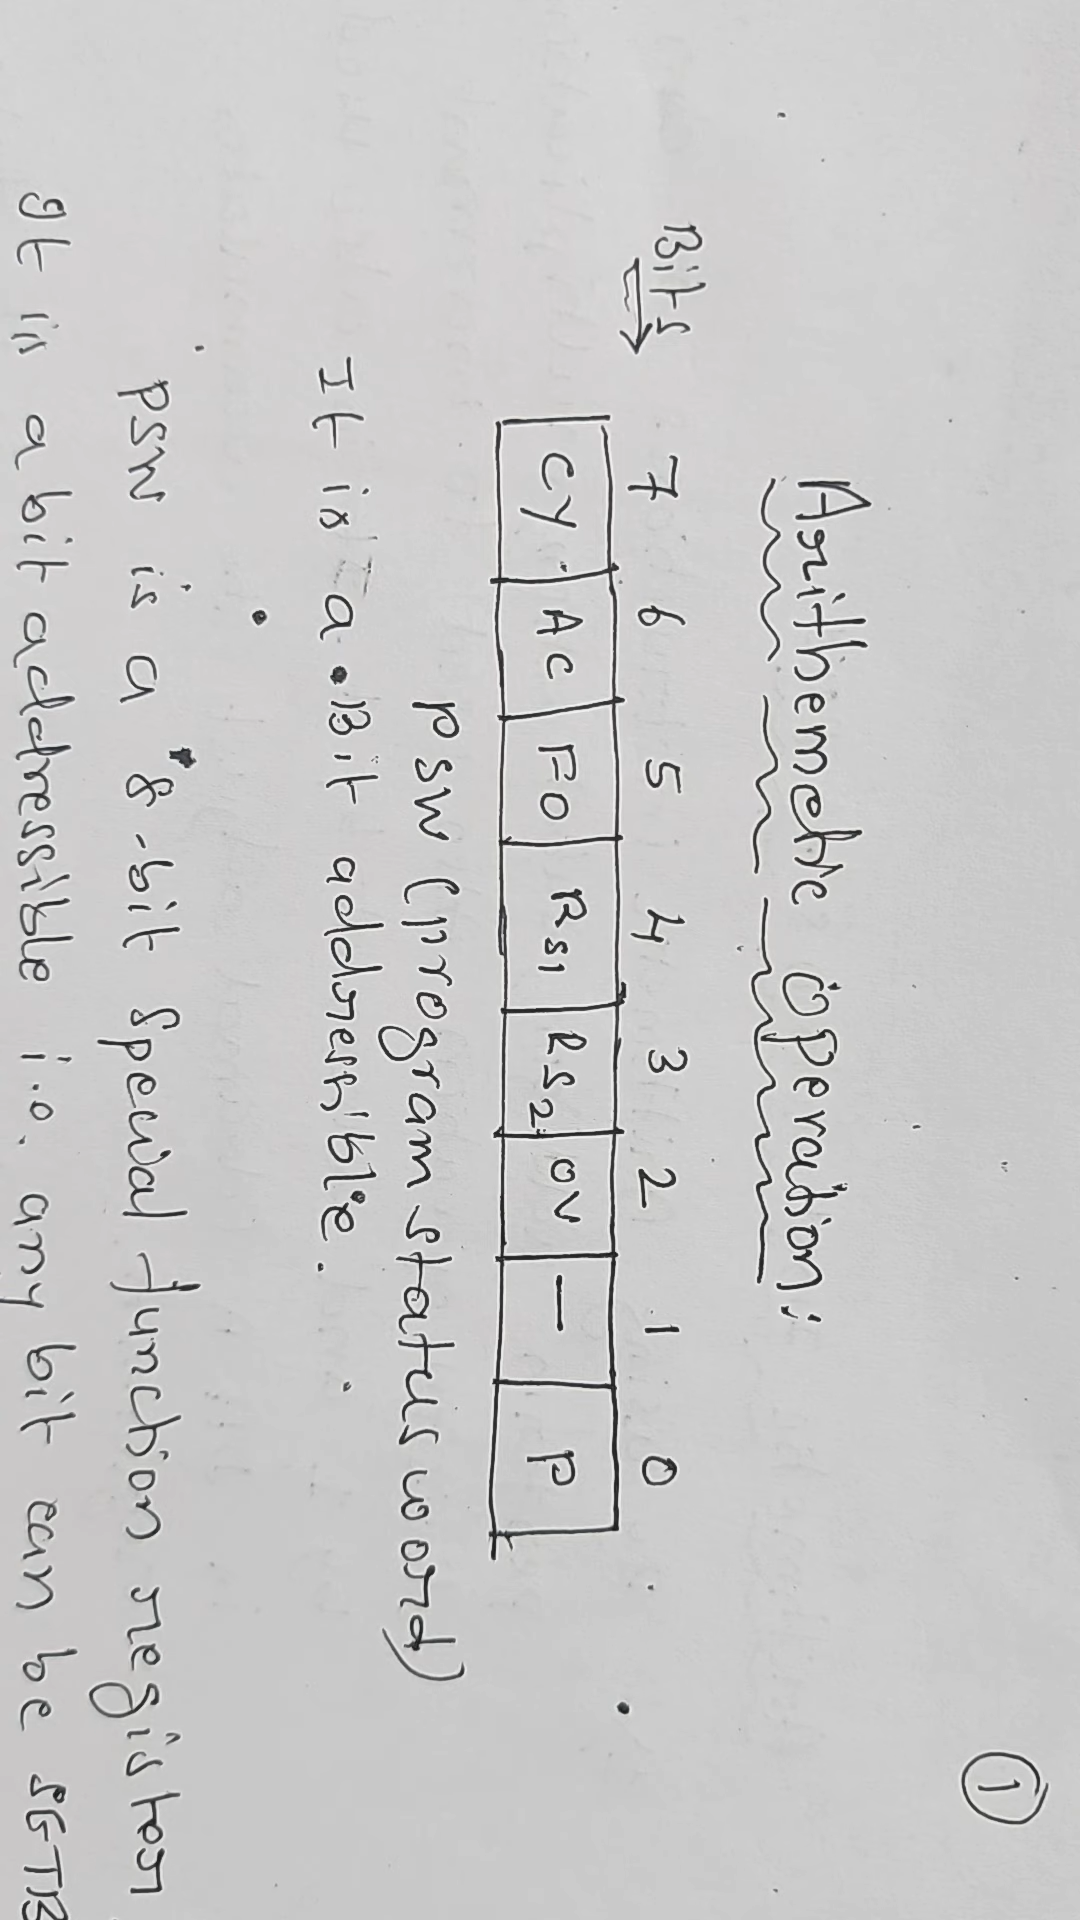 1
Arithemetic operation:
Bits
7 6 5 4 3 2 1 0
CY AC F0 RS1 RS2 OV - P
PSW (program status word)
It is a Bit addressible.
PSW is a 8-bit special function register
It is a bit addressible i.e. any bit can be SETB